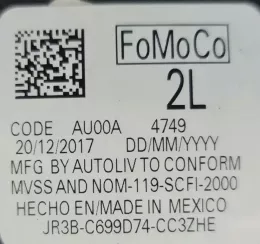 FoMoCo
2L
CODE AU00A 4749
20/12/2017 DD/MM/YYYY
MFG BY AUTOLIV TO CONFORM
MVSS AND NOM-119-SCFI-2000
HECHO EN/MADE IN MEXICO
JR3B-C699D74-CC3ZHE